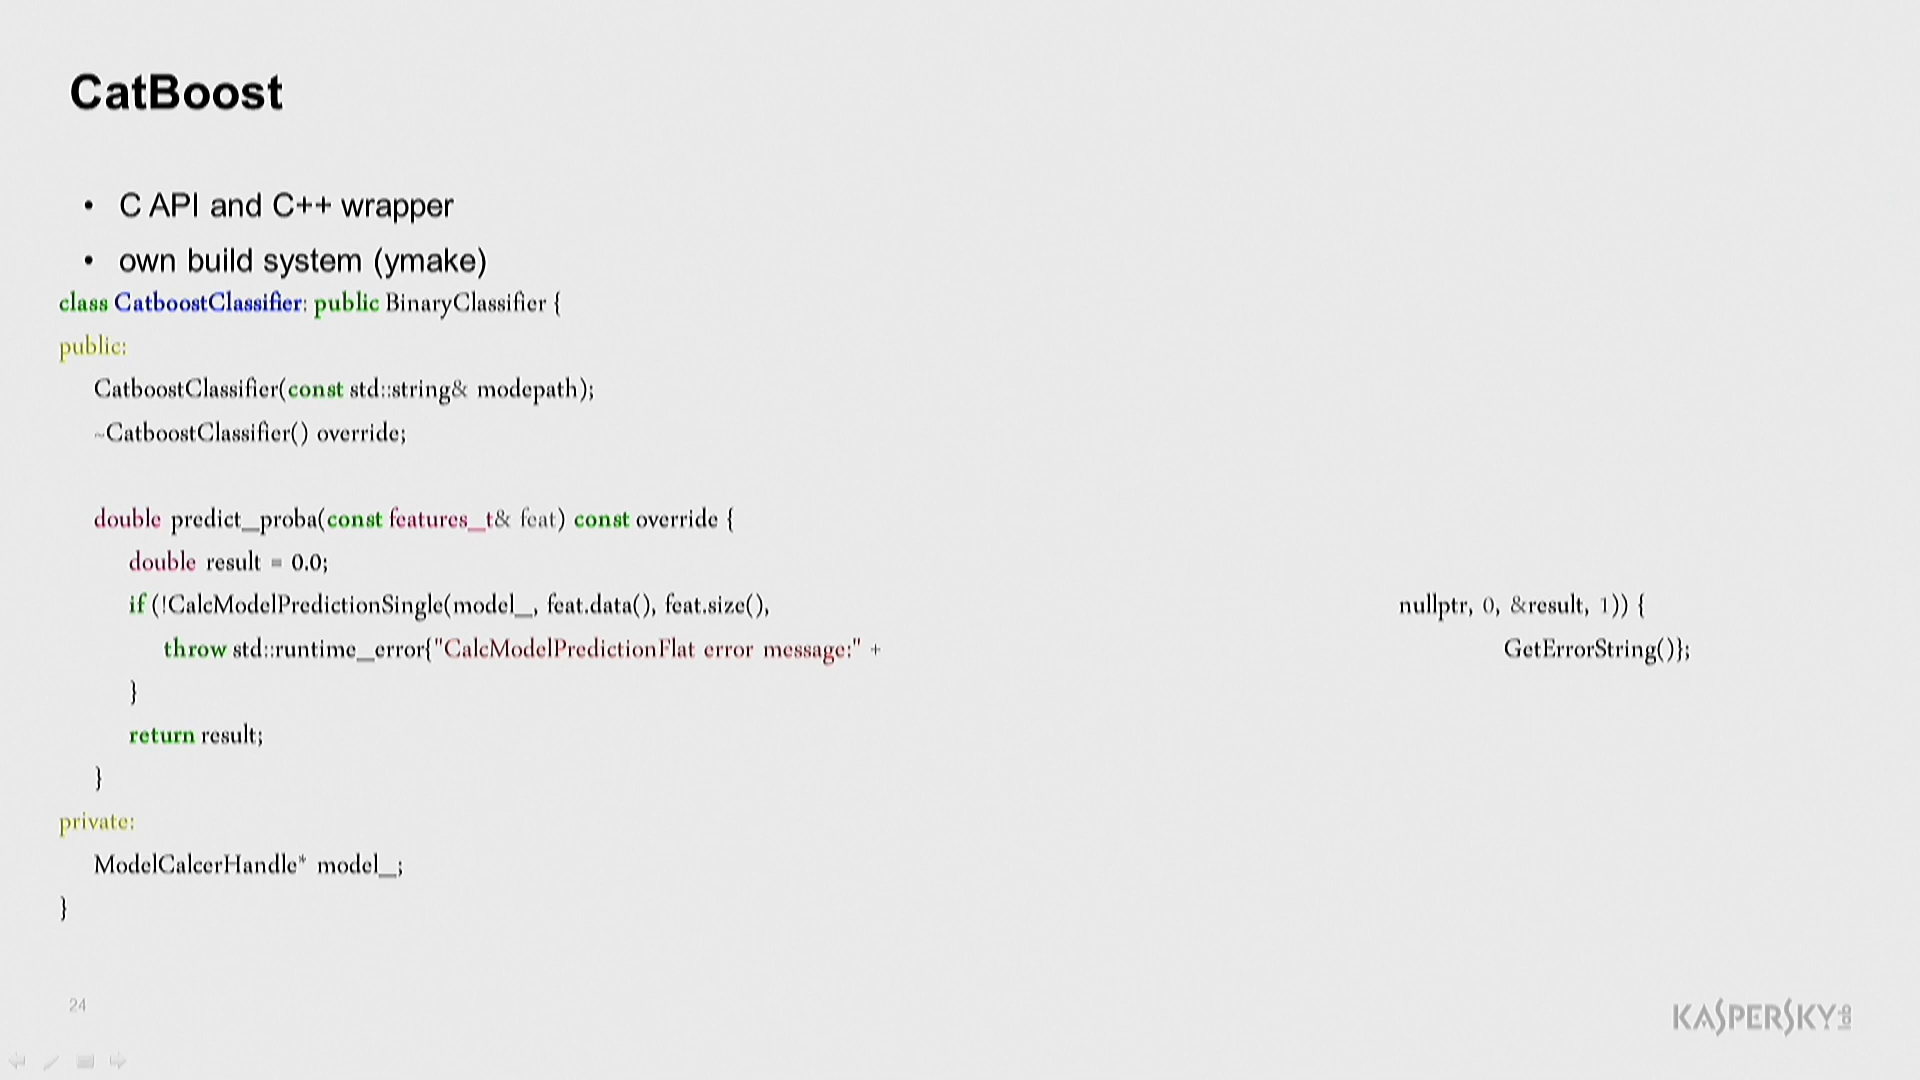 CatBoost
• C API and C++ wrapper
• own build system (ymake)
class CatboostClassifier: public BinaryClassifier {
public:
CatboostClassifier(const std::string& modepath);
~CatboostClassifier() override;
double predict_proba(const features_t& feat) const override {
double result = 0.0;
if (!CalcModelPredictionSingle(model_, feat.data(), feat.size(), nullptr, 0, &result, 1)) {
throw std::runtime_error{"CalcModelPredictionFlat error message:" + GetErrorString()};
}
return result;
}
private:
ModelCalcerHandle* model_;
}
24
KASPERSKY